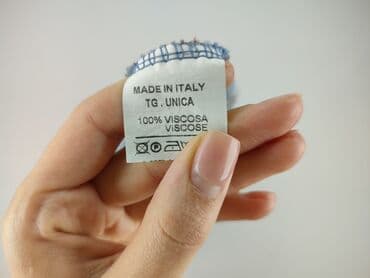 MADE IN ITALY
TG. UNICA
100% VISCOSA
VISCOSE